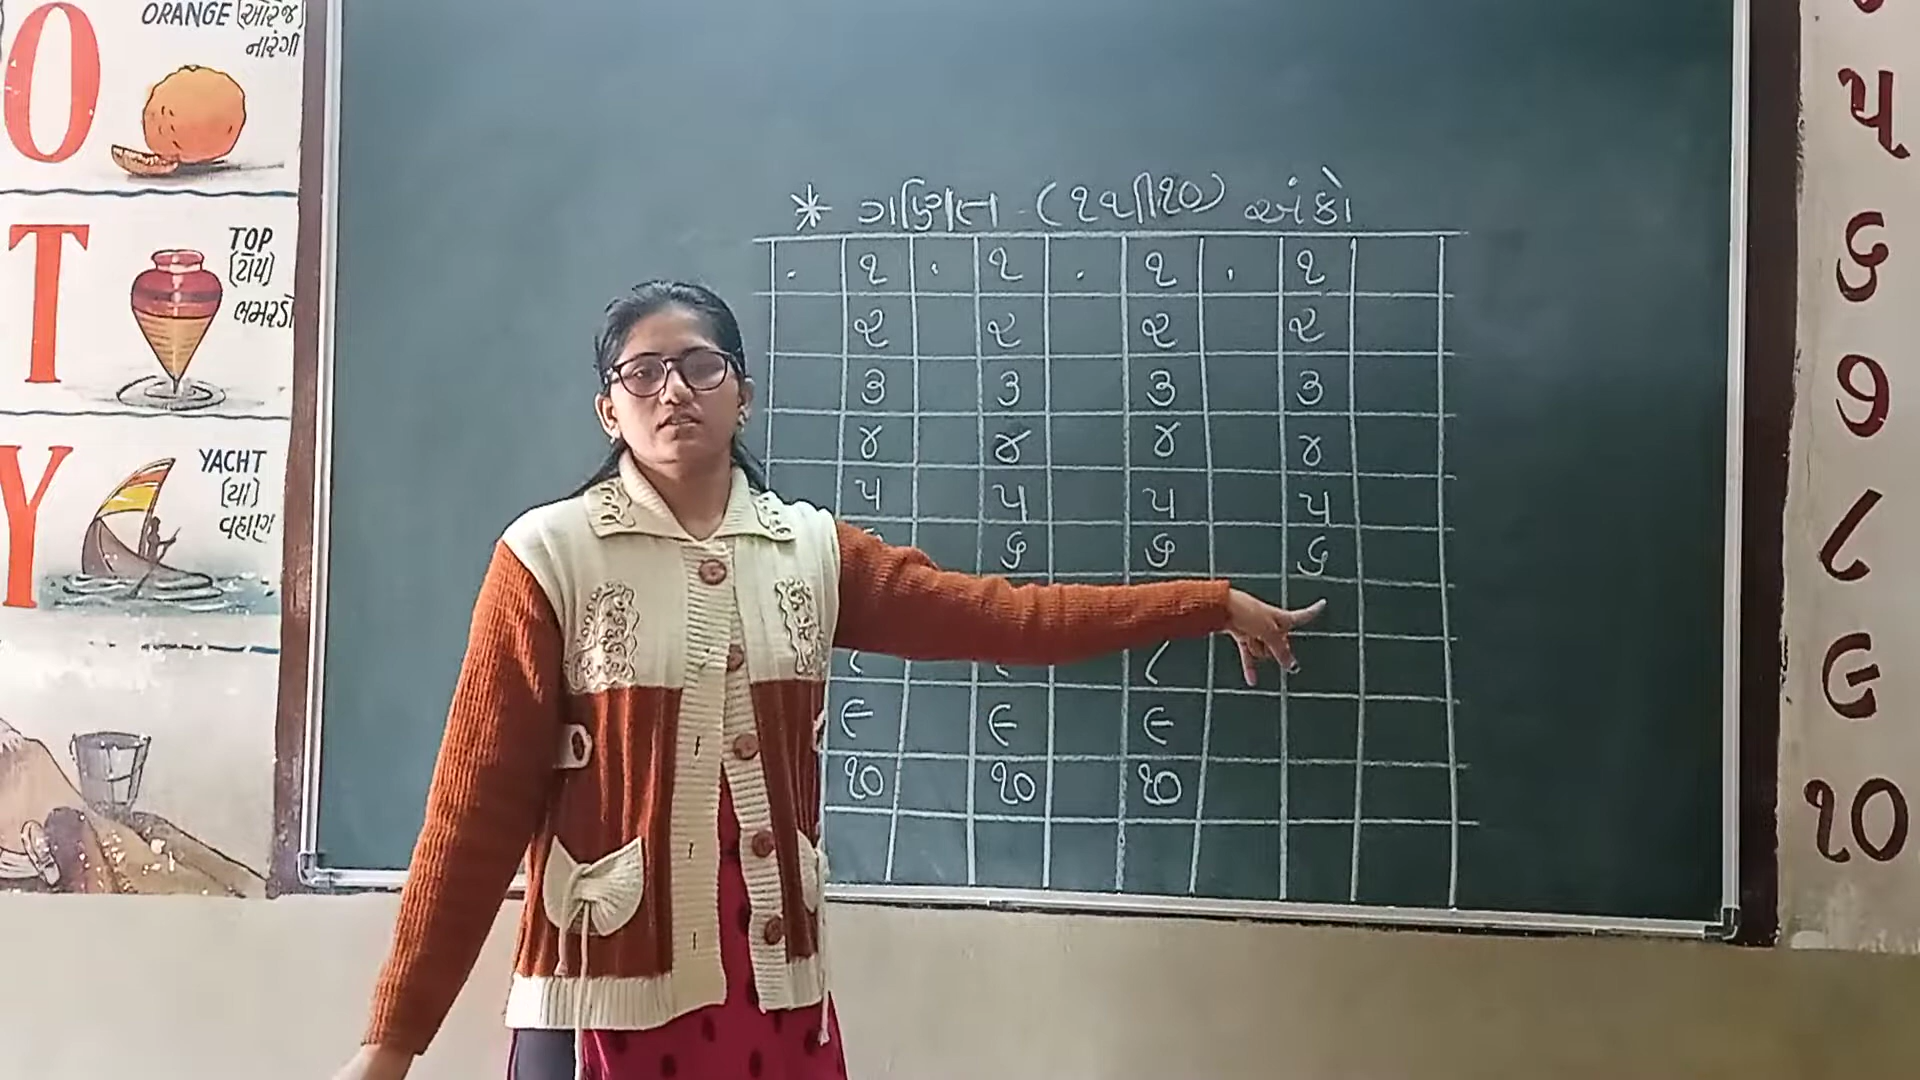 O
ORANGE (ઓરેંજ)
નારંગી
T
TOP
(ટૉપ)
ભમરડો
Y
YACHT
(યા)
વહાણ
* ગણિત - (૧થી૧૦) અંકો
૧ ૧ ૧ ૧
૨ ૨ ૨ ૨
૩ ૩ ૩ ૩
૪ ૪ ૪ ૪
૫ ૫ ૫ ૫
૬ ૬ ૬
૮
૯ ૯ ૯
૧૦ ૧૦ ૧૦
૫
૬
૭
૮
૯
૧૦